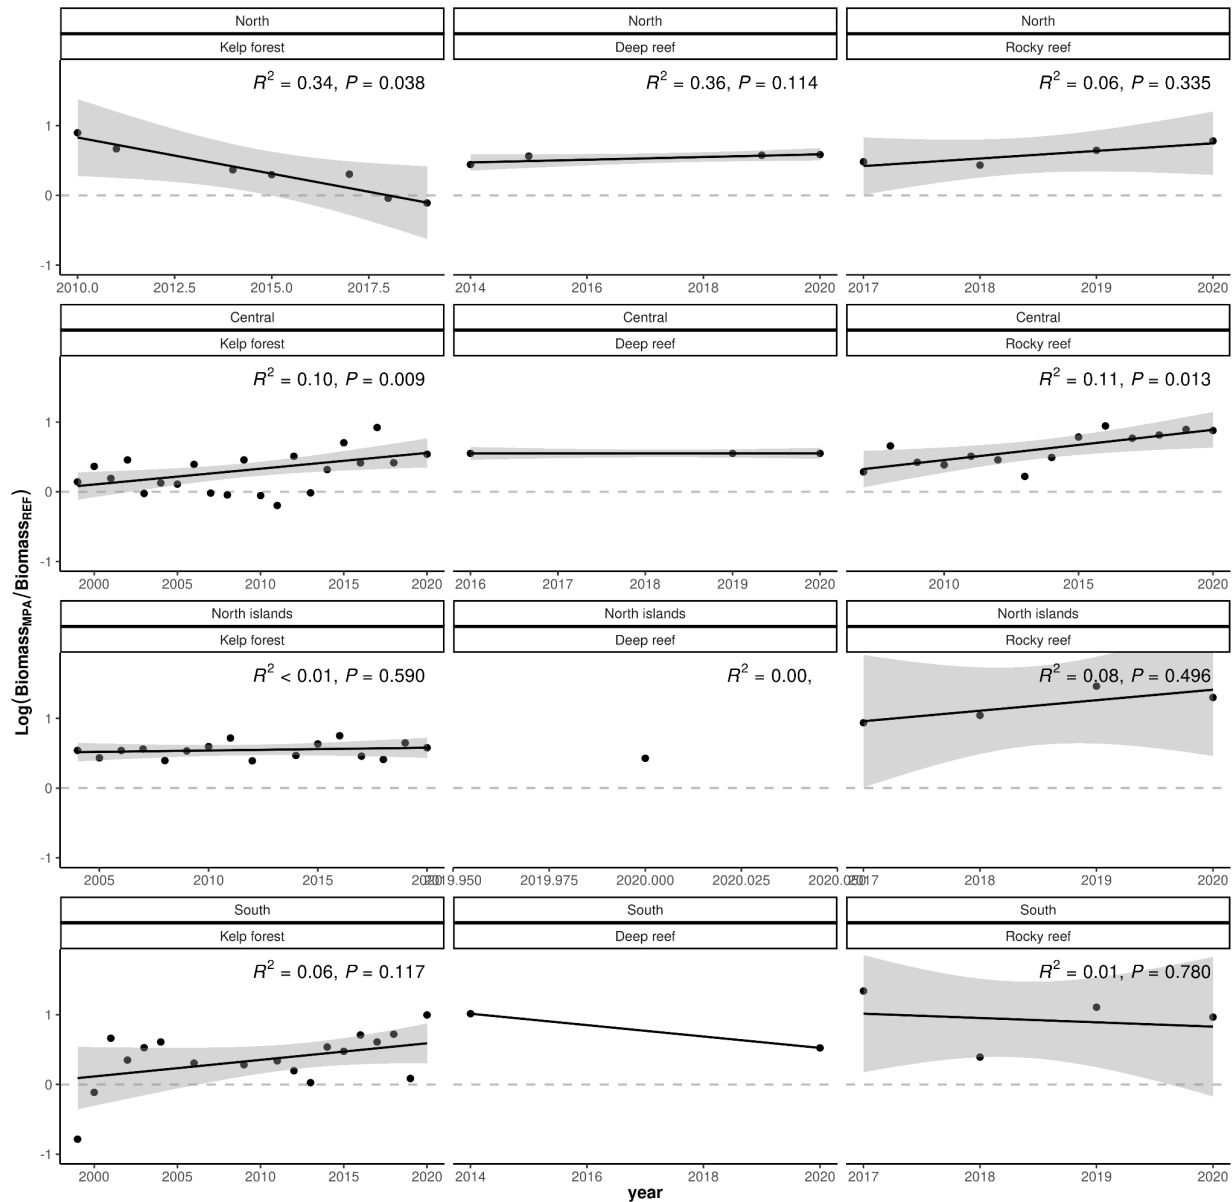 North North North
Kelp forest Deep reef Rocky reef
R² = 0.34, P = 0.038 R² = 0.36, P = 0.114 R² = 0.06, P = 0.335
1
0
-1
2010.0 2012.5 2015.0 2017.5 2014 2016 2018 2020 2017 2018 2019 2020
Central Central Central
Kelp forest Deep reef Rocky reef
R² = 0.10, P = 0.009 R² = 0.11, P = 0.013
1
0
-1
2000 2005 2010 2015 2020 2016 2017 2018 2019 2020 2010 2015 2020
Log(Biomass_MPA/Biomass_REF)
North islands North islands North islands
Kelp forest Deep reef Rocky reef
R² < 0.01, P = 0.590 R² = 0.00, R² = 0.08, P = 0.496
1
0
-1
2005 2010 2015 2020 2019.950 2019.975 2020.000 2020.025 2020.050 2017 2018 2019 2020
South South South
Kelp forest Deep reef Rocky reef
R² = 0.06, P = 0.117 R² = 0.01, P = 0.780
1
0
-1
2000 2005 2010 2015 2020 2014 2016 2018 2020 2017 2018 2019 2020
year